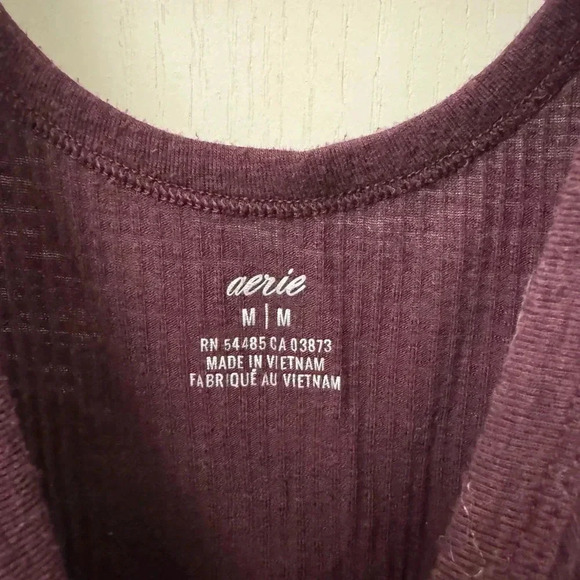 aerie
M | M
RN 54485 CA 03873
MADE IN VIETNAM
FABRIQUÉ AU VIETNAM